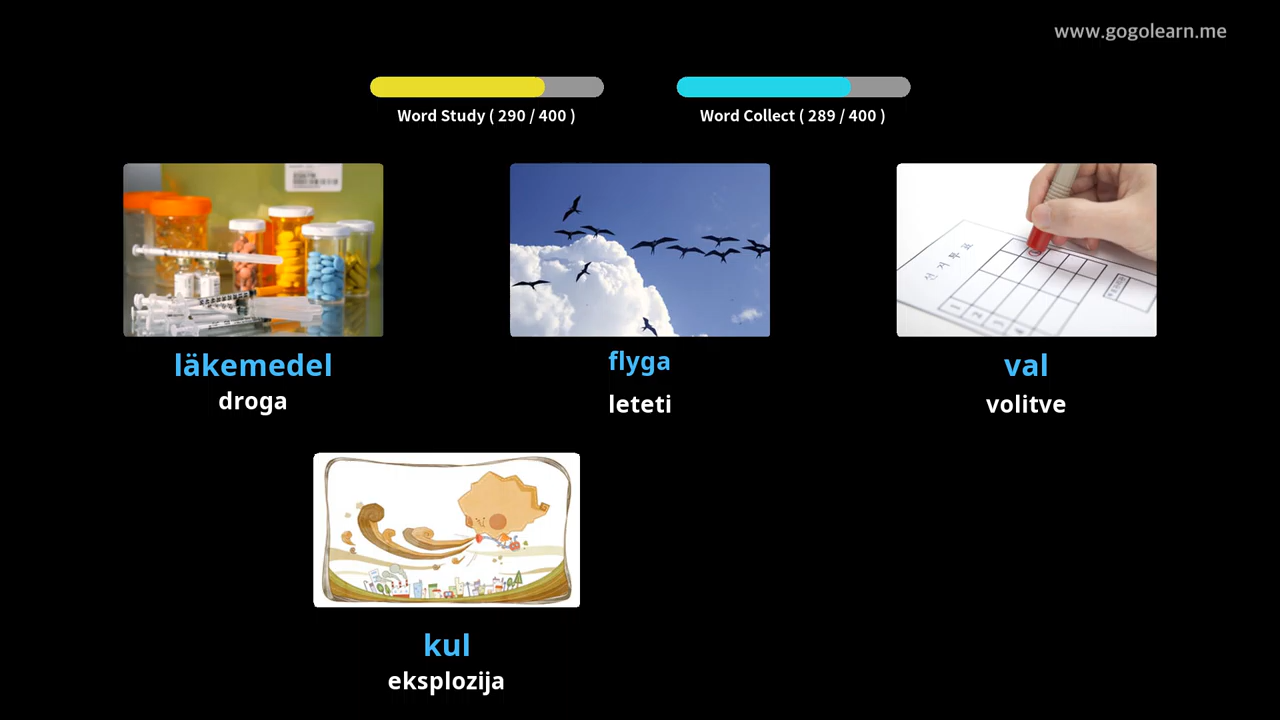 www.gogolearn.me
Word Study ( 290 / 400 )
Word Collect ( 289 / 400 )
läkemedel
droga
flyga
leteti
val
volitve
kul
eksplozija